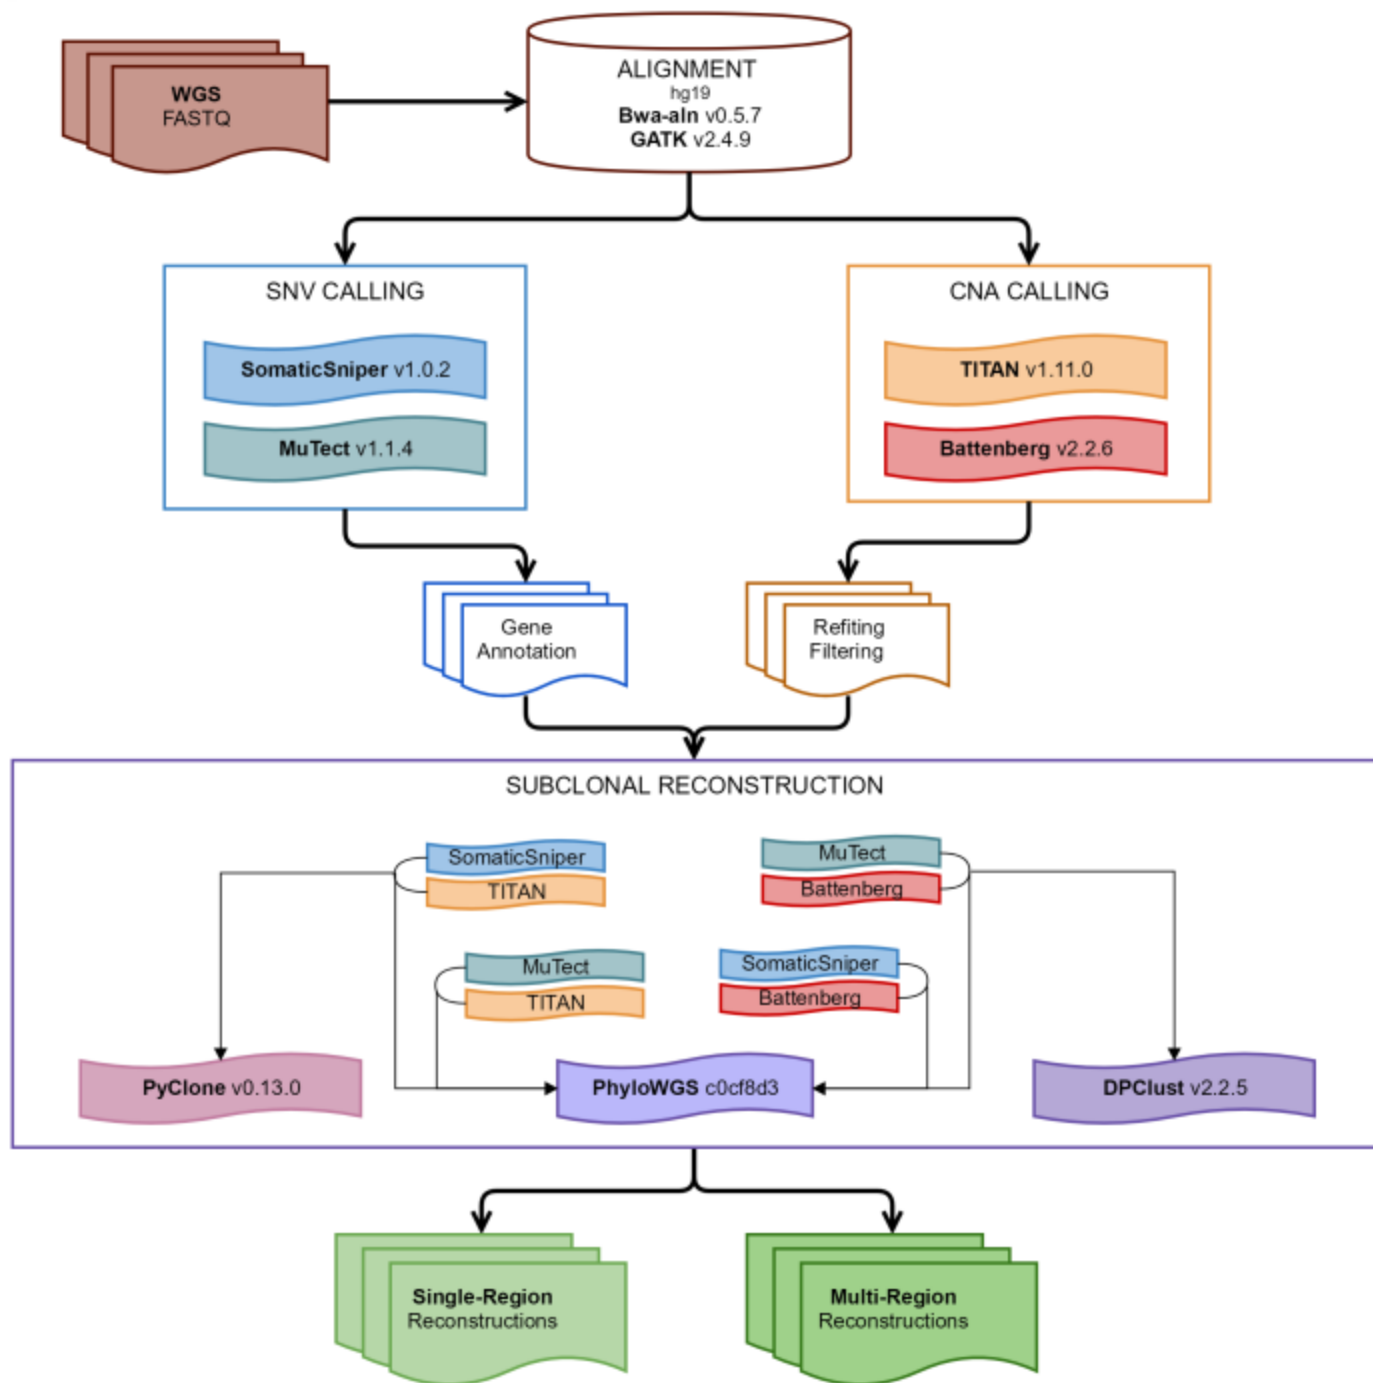 WGS
FASTQ
ALIGNMENT
hg19
Bwa-aln v0.5.7
GATK v2.4.9
SNV CALLING
SomaticSniper v1.0.2
MuTect v1.1.4
CNA CALLING
TITAN v1.11.0
Battenberg v2.2.6
Gene
Annotation
Refiting
Filtering
SUBCLONAL RECONSTRUCTION
SomaticSniper
TITAN
MuTect
Battenberg
MuTect
TITAN
SomaticSniper
Battenberg
PyClone v0.13.0
PhyloWGS c0cf8d3
DPClust v2.2.5
Single-Region
Reconstructions
Multi-Region
Reconstructions